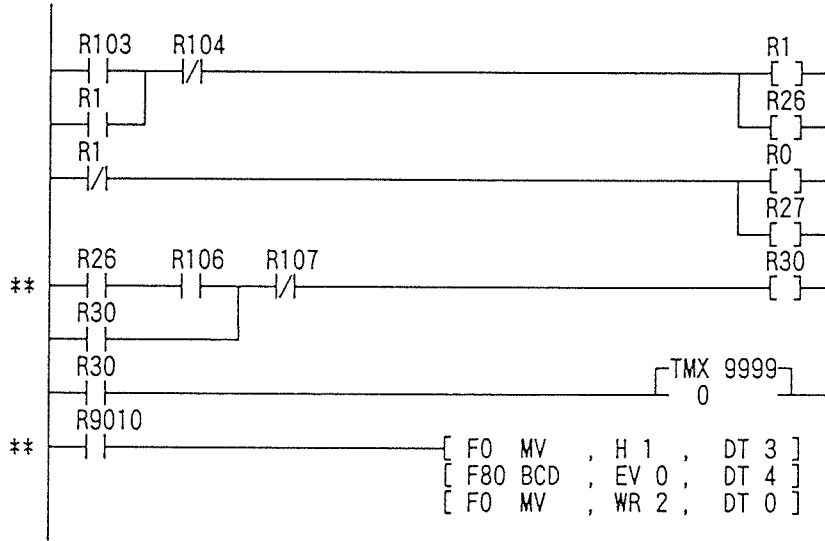 R103 R104 R1
R1 R26
R1 R0
R27
** R26 R106 R107 R30
R30
R30 TMX 9999
0
** R9010
[ F0 MV , H 1 , DT 3 ]
[ F80 BCD , EV 0 , DT 4 ]
[ F0 MV , WR 2 , DT 0 ]